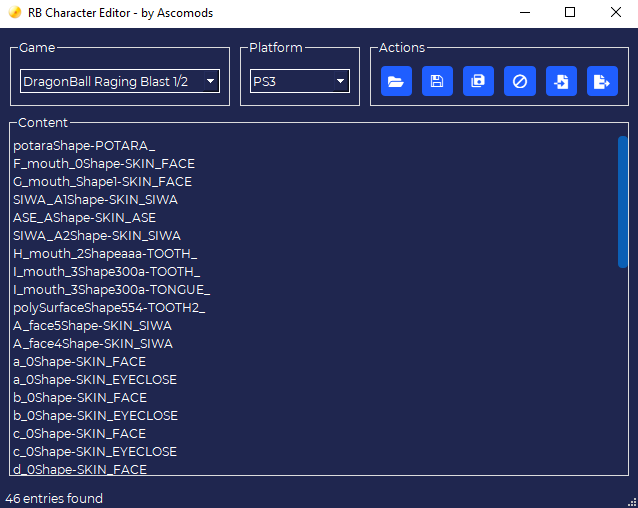 RB Character Editor - by Ascomods
Game
Platform
Actions
DragonBall Raging Blast 1/2
PS3
Content
potaraShape-POTARA_
F_mouth_0Shape-SKIN_FACE
G_mouth_Shape1-SKIN_FACE
SIWA_A1Shape-SKIN_SIWA
ASE_AShape-SKIN_ASE
SIWA_A2Shape-SKIN_SIWA
H_mouth_2Shapeaaa-TOOTH_
I_mouth_3Shape300a-TOOTH_
I_mouth_3Shape300a-TONGUE_
polySurfaceShape554-TOOTH2_
A_face5Shape-SKIN_SIWA
A_face4Shape-SKIN_SIWA
a_0Shape-SKIN_FACE
a_0Shape-SKIN_EYECLOSE
b_0Shape-SKIN_FACE
b_0Shape-SKIN_EYECLOSE
c_0Shape-SKIN_FACE
c_0Shape-SKIN_EYECLOSE
d_0Shape-SKIN_FACE
46 entries found